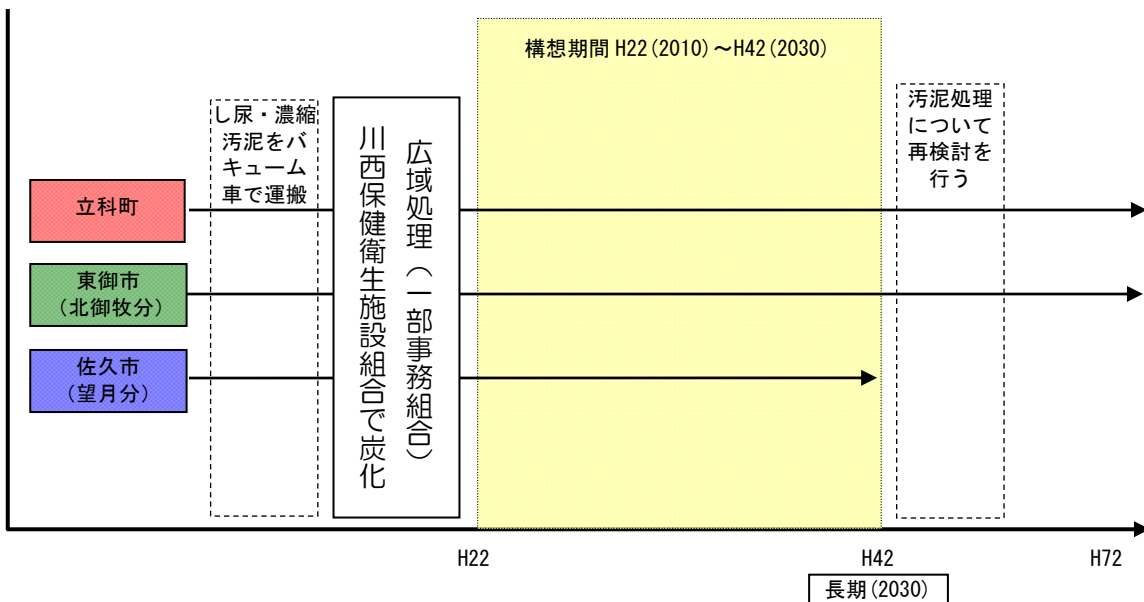 構想期間 H22(2010)～H42(2030)
し尿・濃縮
汚泥をバ
キューム
車で運搬
広域処理（一部事務組合）
川西保健衛生施設組合で炭化
汚泥処理
について
再検討を
行う
立科町
東御市
（北御牧分）
佐久市
（望月分）
H22
H42
H72
長期(2030)